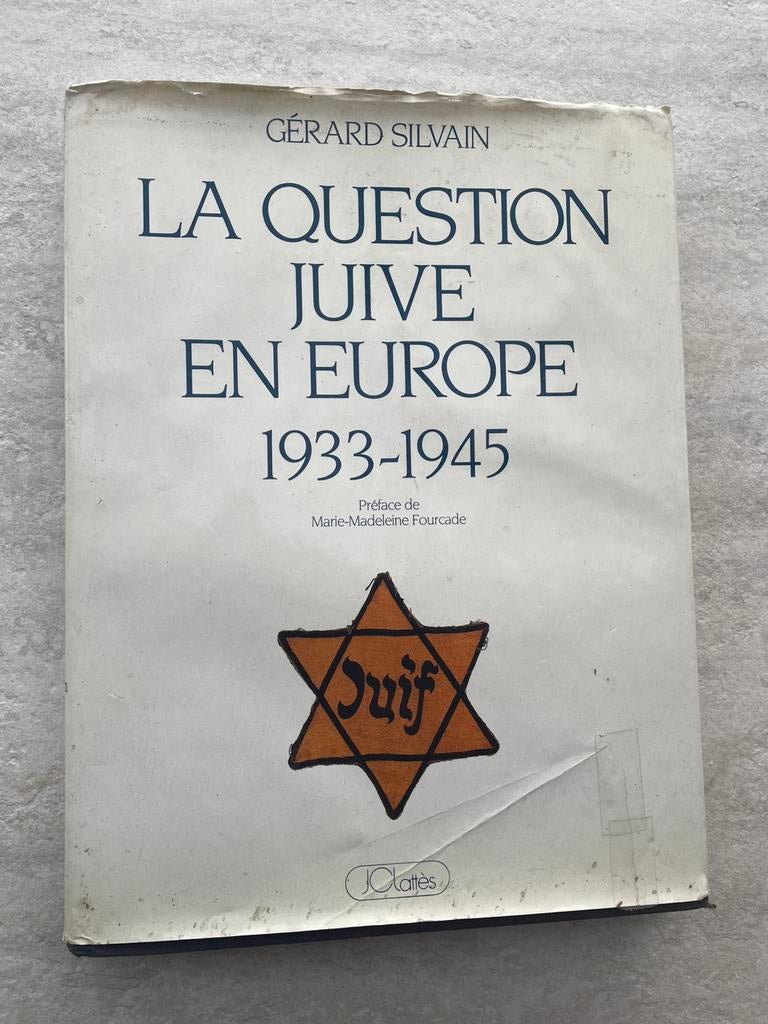 GÉRARD SILVAIN
LA QUESTION
JUIVE
EN EUROPE
1933-1945
Préface de
Marie-Madeleine Fourcade
Juif
JCLattès